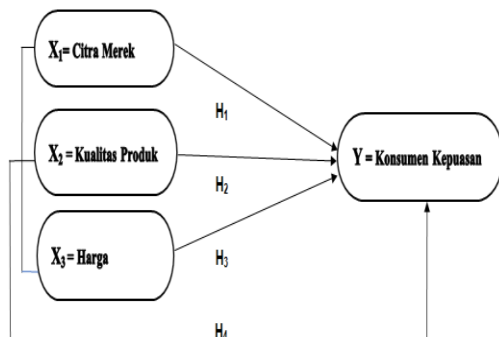 X₁= Citra Merek
H₁
X₂= Kualitas Produk
Y = Konsumen Kepuasan
H₂
X₃= Harga
H₃
H₄